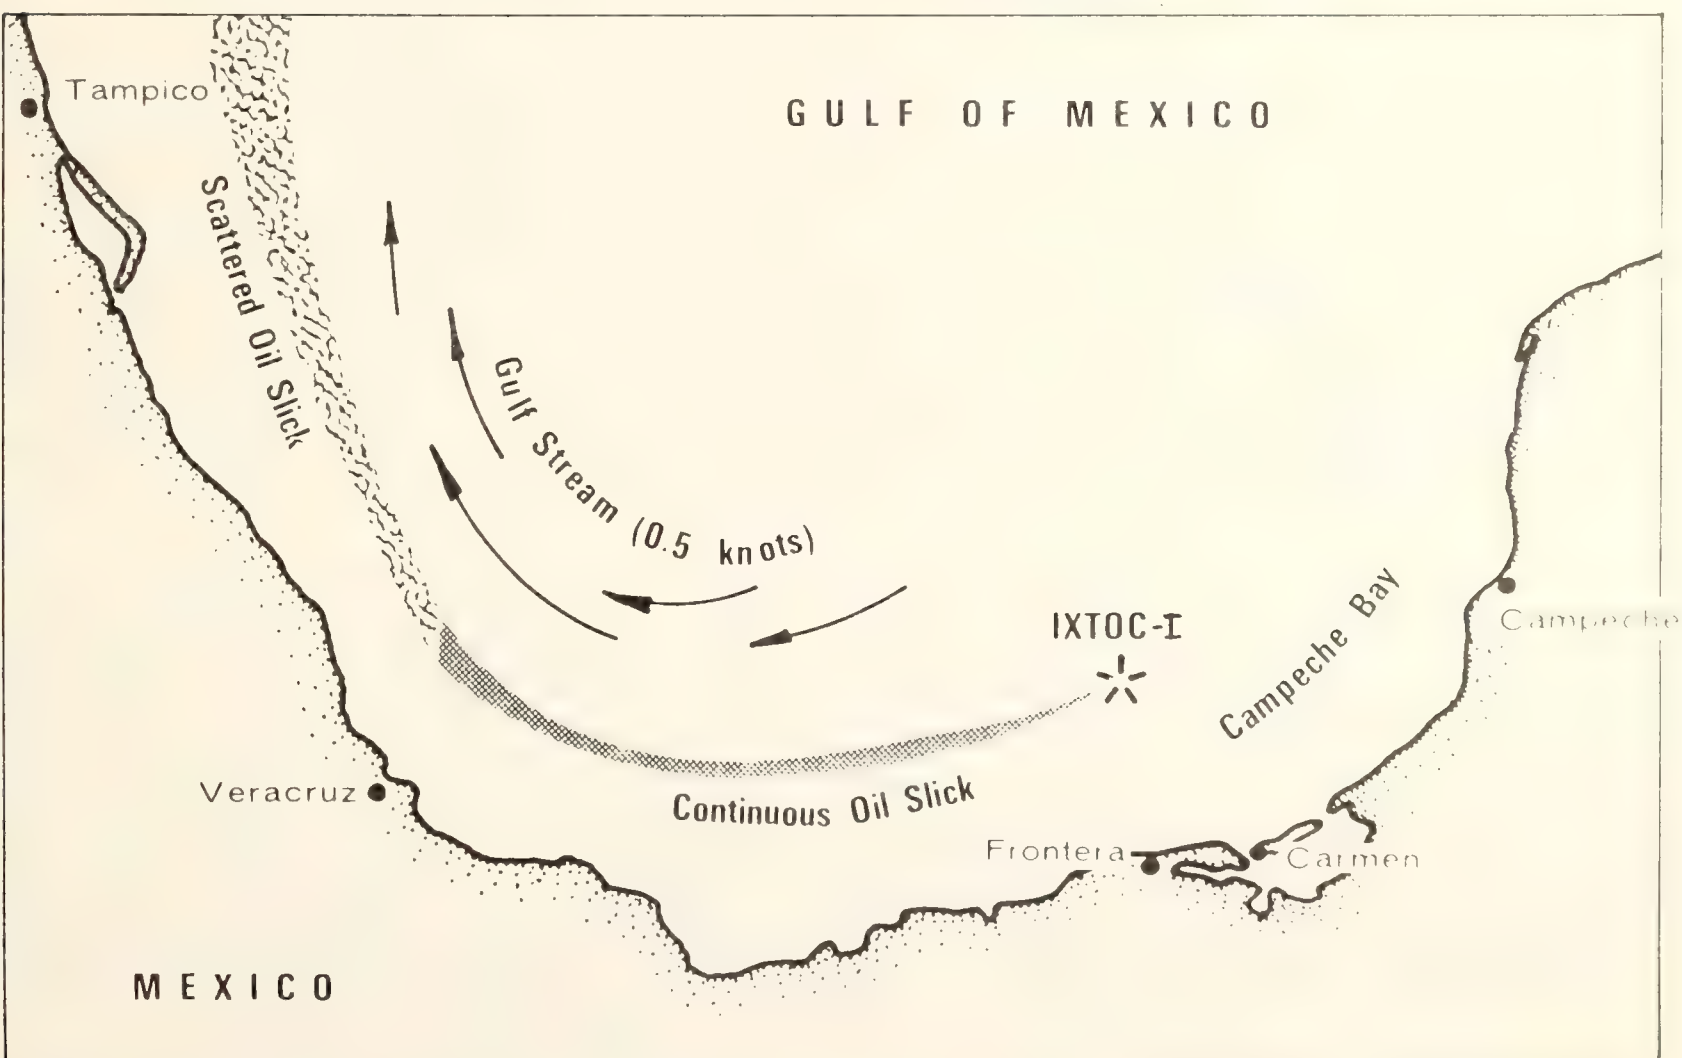 Tampico
GULF OF MEXICO
Scattered Oil Slick
Gulf Stream (0.5 knots)
IXTOC-I
Campeche Bay
Campeche
Veracruz
Continuous Oil Slick
Frontera
Carmen
MEXICO